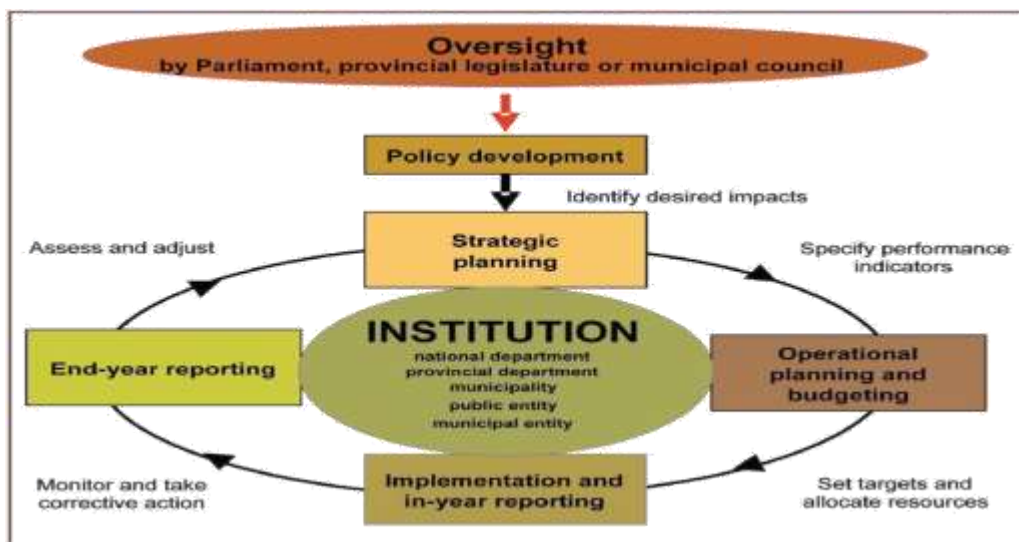 Oversight
by Parliament, provincial legislature or municipal council
Policy development
Identify desired impacts
Strategic
planning
Assess and adjust
Specify performance
indicators
INSTITUTION
national department
provincial department
municipality
public entity
municipal entity
End-year reporting
Operational
planning and
budgeting
Monitor and take
corrective action
Implementation and
in-year reporting
Set targets and
allocate resources